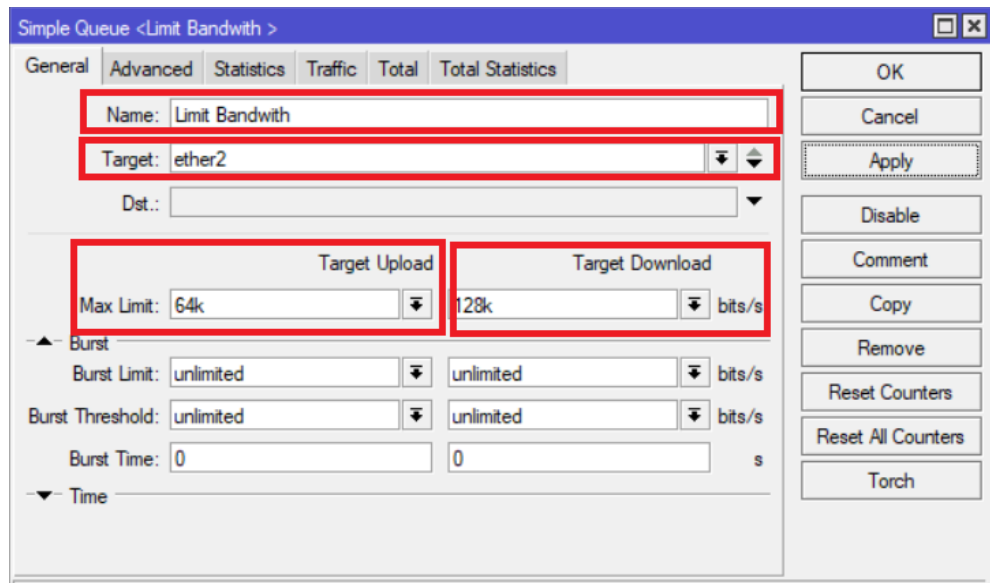 Simple Queue <Limit Bandwith >
General Advanced Statistics Traffic Total Total Statistics
Name: Limit Bandwith
Target: ether2
Dst.:
Target Upload Target Download
Max Limit: 64k 128k bits/s
Burst
Burst Limit: unlimited unlimited bits/s
Burst Threshold: unlimited unlimited bits/s
Burst Time: 0 0 s
Time
OK
Cancel
Apply
Disable
Comment
Copy
Remove
Reset Counters
Reset All Counters
Torch